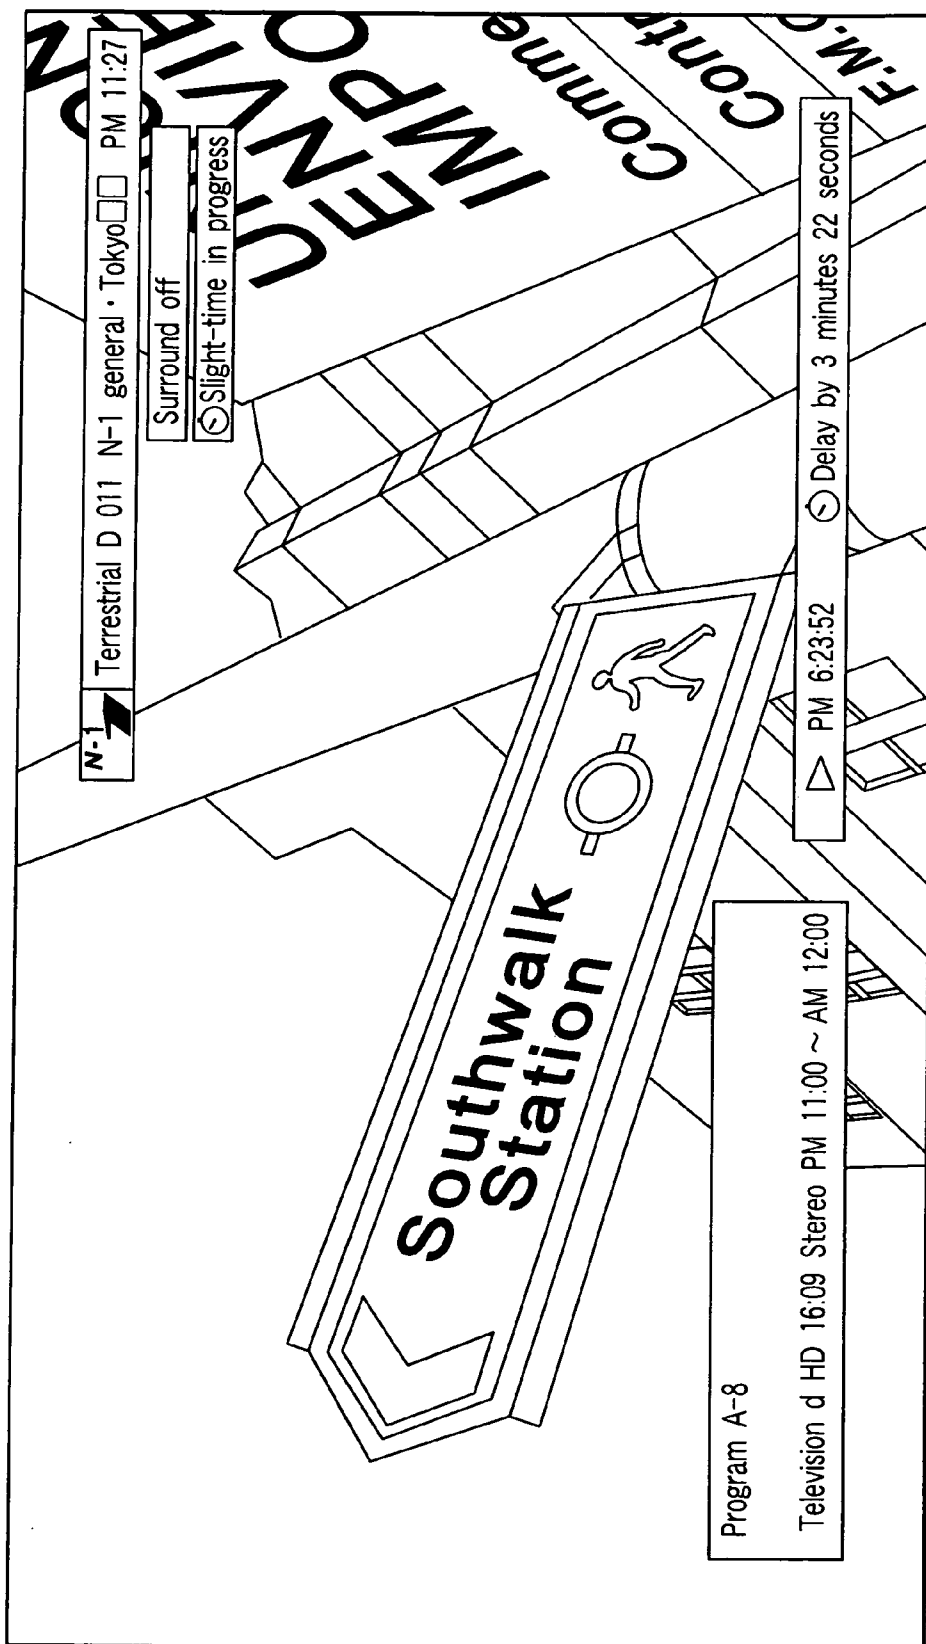 N-1 Terrestrial D 011 N-1 general・Tokyo□□ PM 11:27
Surround off
Slight-time in progress
ENVI
IMPO
Comme
Contr
F.M.C
Southwalk
Station
▷ PM 6:23:52 Delay by 3 minutes 22 seconds
Program A-8
Television d HD 16:09 Stereo PM 11:00 ~ AM 12:00